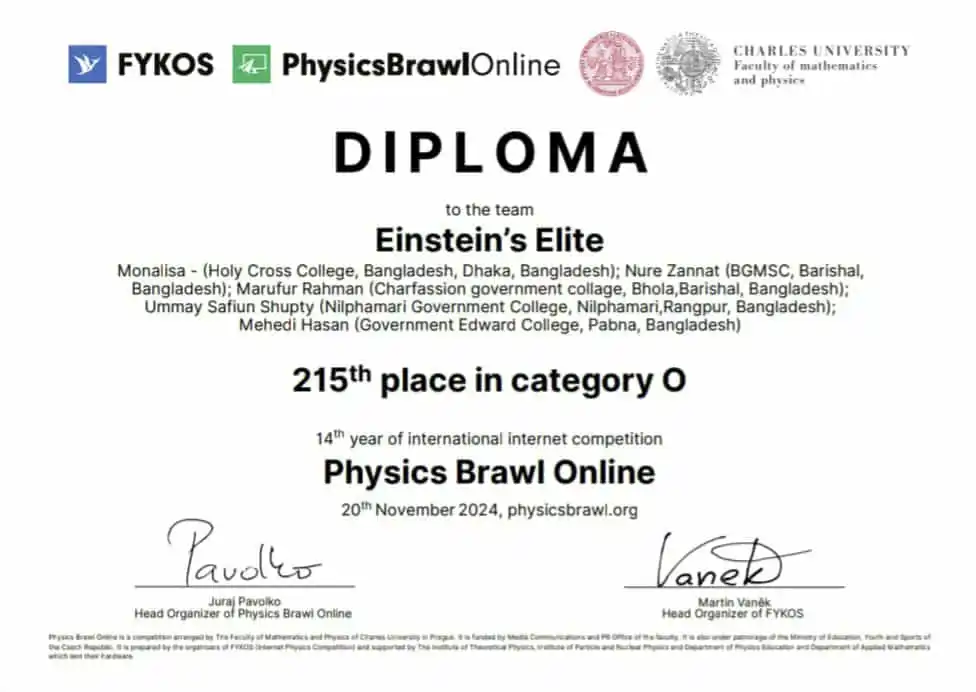 FYKOS PhysicsBrawlOnline CHARLES UNIVERSITY
Faculty of mathematics
and physics
DIPLOMA
to the team
Einstein's Elite
Monalisa - (Holy Cross College, Bangladesh, Dhaka, Bangladesh); Nure Zannat (BGMSC, Barishal,
Bangladesh); Marufur Rahman (Charfassion government collage, Bhola,Barishal, Bangladesh);
Ummay Safiun Shupty (Nilphamari Government College, Nilphamari,Rangpur, Bangladesh);
Mehedi Hasan (Government Edward College, Pabna, Bangladesh)
215th place in category O
14th year of international internet competition
Physics Brawl Online
20th November 2024, physicsbrawl.org
Pavolko Vaněk
Juraj Pavolko
Head Organizer of Physics Brawl Online
Martin Vaněk
Head Organizer of FYKOS
Physics Brawl Online is a competition arranged by The Faculty of Mathematics and Physics of Charles University in Prague. It is funded by Media Communications and PR Office of the faculty. It is also under patronage of the Ministry of Education, Youth and Sports of
the Czech Republic. It is prepared by the organisers of FYKOS (Internet Physics Competition) and supported by The Institute of Theoretical Physics, Institute of Particle and Nuclear Physics and Department of Physics Education and Department of Applied Mathematics
which lent their hardware.